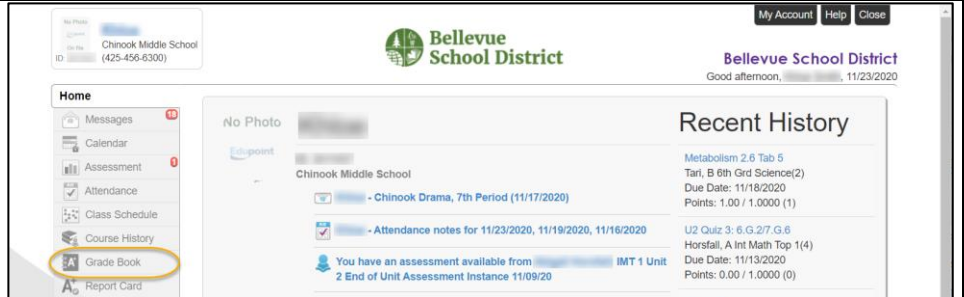 My Account Help Close
No Photo
Chinook Middle School
ID: (425-456-6300)
Bellevue
School District
Bellevue School District
Good afternoon, , 11/23/2020
Home
Messages
Calendar
Assessment
Attendance
Class Schedule
Course History
Grade Book
Report Card
No Photo
Edupoint
Chinook Middle School
- Chinook Drama, 7th Period (11/17/2020)
- Attendance notes for 11/23/2020, 11/19/2020, 11/16/2020
You have an assessment available from IMT 1 Unit
2 End of Unit Assessment Instance 11/09/20
Recent History
Metabolism 2.6 Tab 5
Tari, B 6th Grd Science(2)
Due Date: 11/18/2020
Points: 1.00 / 1.0000 (1)
U2 Quiz 3: 6.G.2/7.G.6
Horsfall, A Int Math Top 1(4)
Due Date: 11/13/2020
Points: 0.00 / 1.0000 (0)